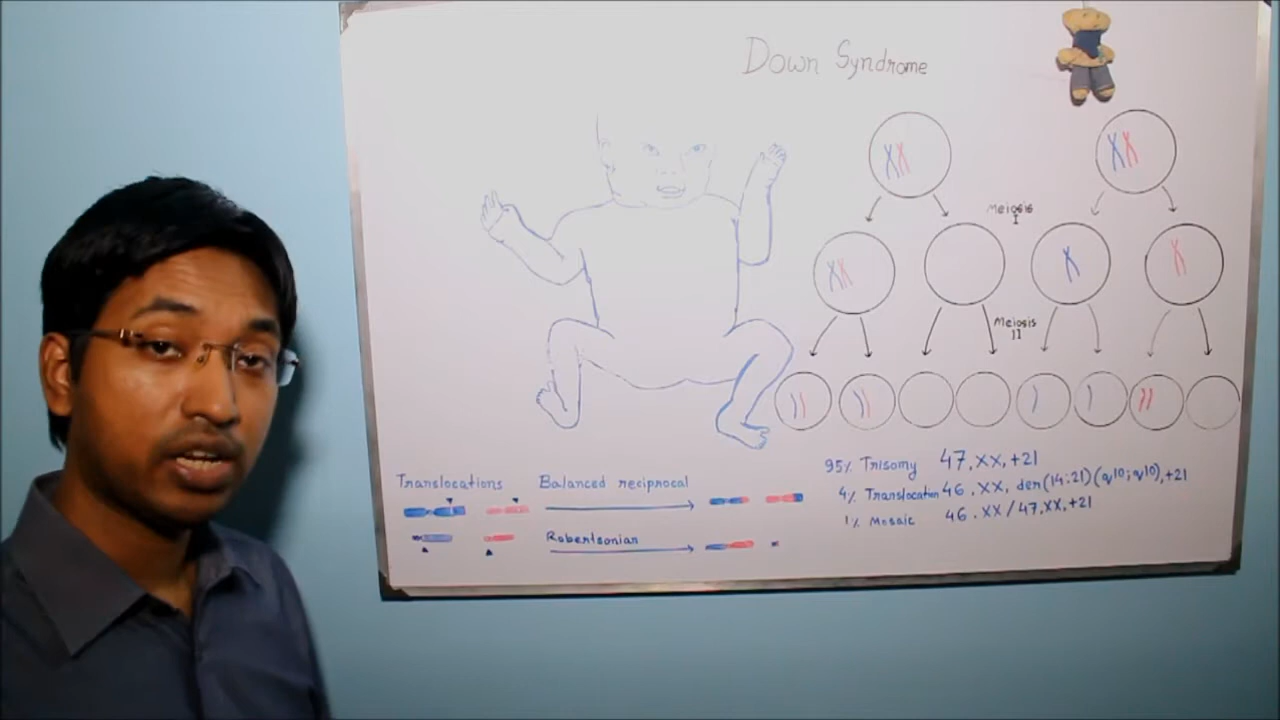 Down Syndrome
Meiosis
I
Meiosis
II
95% Trisomy 47,XX,+21
4% Translocation 46,XX, der(14:21)(q10;q10),+21
1% Mosaic 46,XX/47,XX,+21
Translocations Balanced reciprocal
Robertsonian